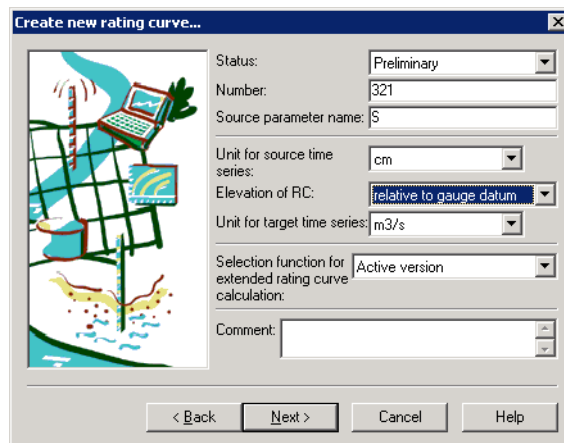 Create new rating curve...
Status: Preliminary
Number: 321
Source parameter name: S
Unit for source time series: cm
Elevation of RC: relative to gauge datum
Unit for target time series: m3/s
Selection function for extended rating curve calculation: Active version
Comment:
< Back Next > Cancel Help